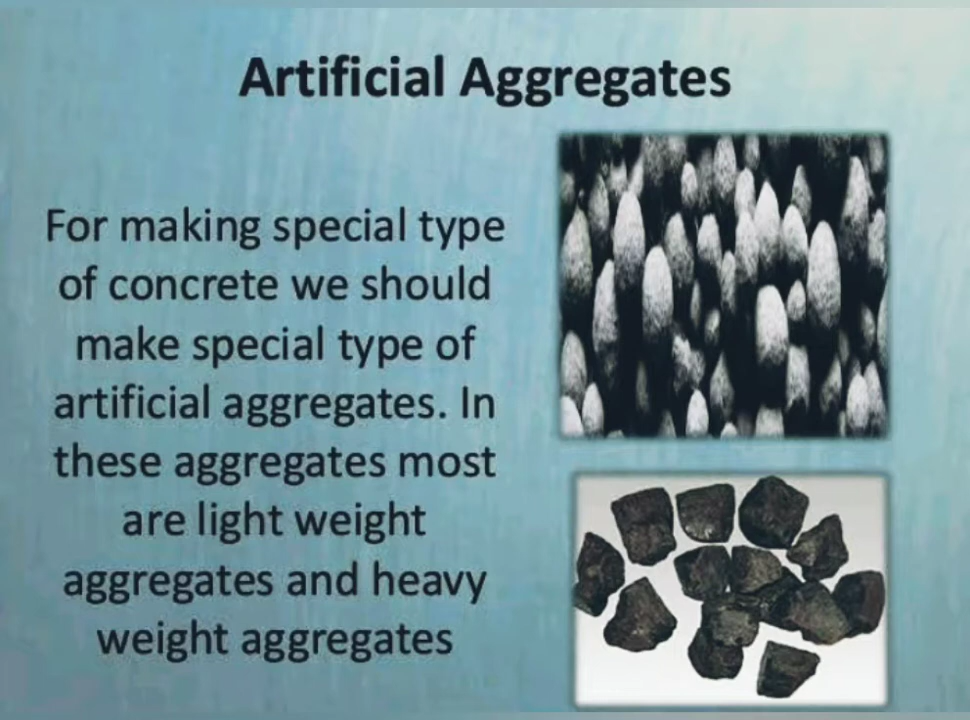 Artificial Aggregates
For making special type
of concrete we should
make special type of
artificial aggregates. In
these aggregates most
are light weight
aggregates and heavy
weight aggregates